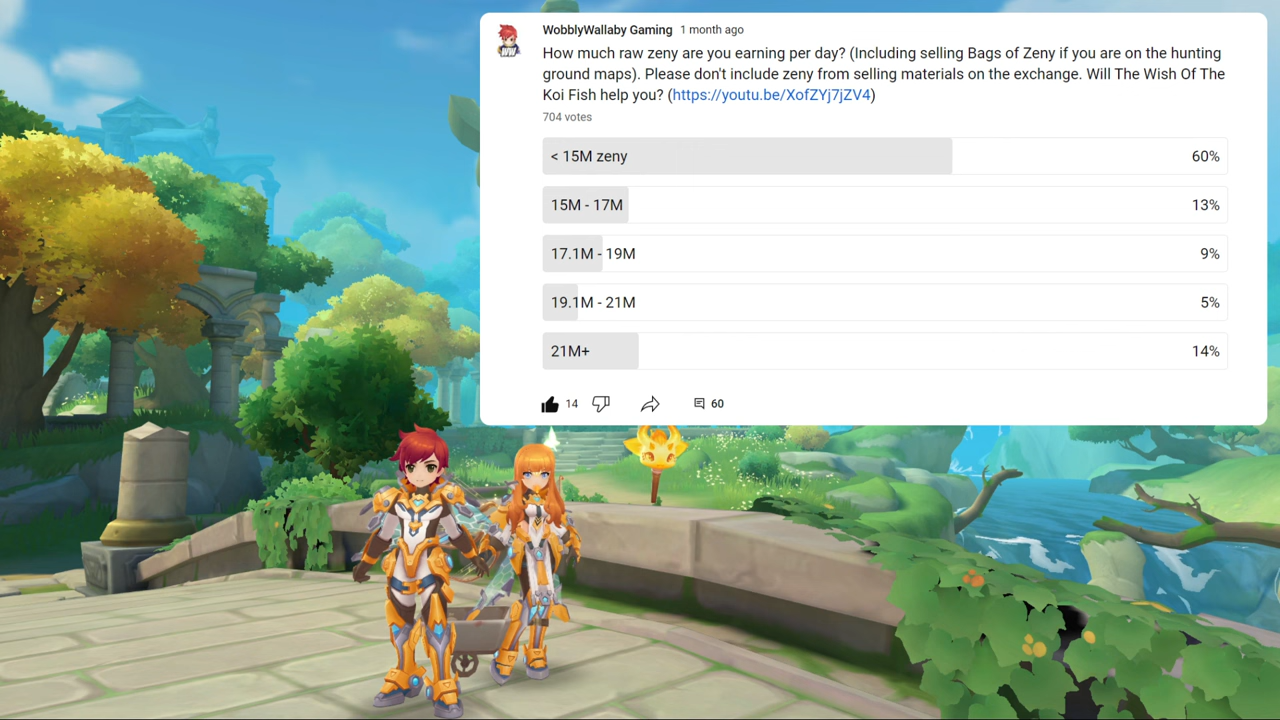 WobblyWallaby Gaming 1 month ago
How much raw zeny are you earning per day? (Including selling Bags of Zeny if you are on the hunting
ground maps). Please don't include zeny from selling materials on the exchange. Will The Wish Of The
Koi Fish help you? (https://youtu.be/XofZYj7jZV4)
704 votes
< 15M zeny 60%
15M - 17M 13%
17.1M - 19M 9%
19.1M - 21M 5%
21M+ 14%
14 60